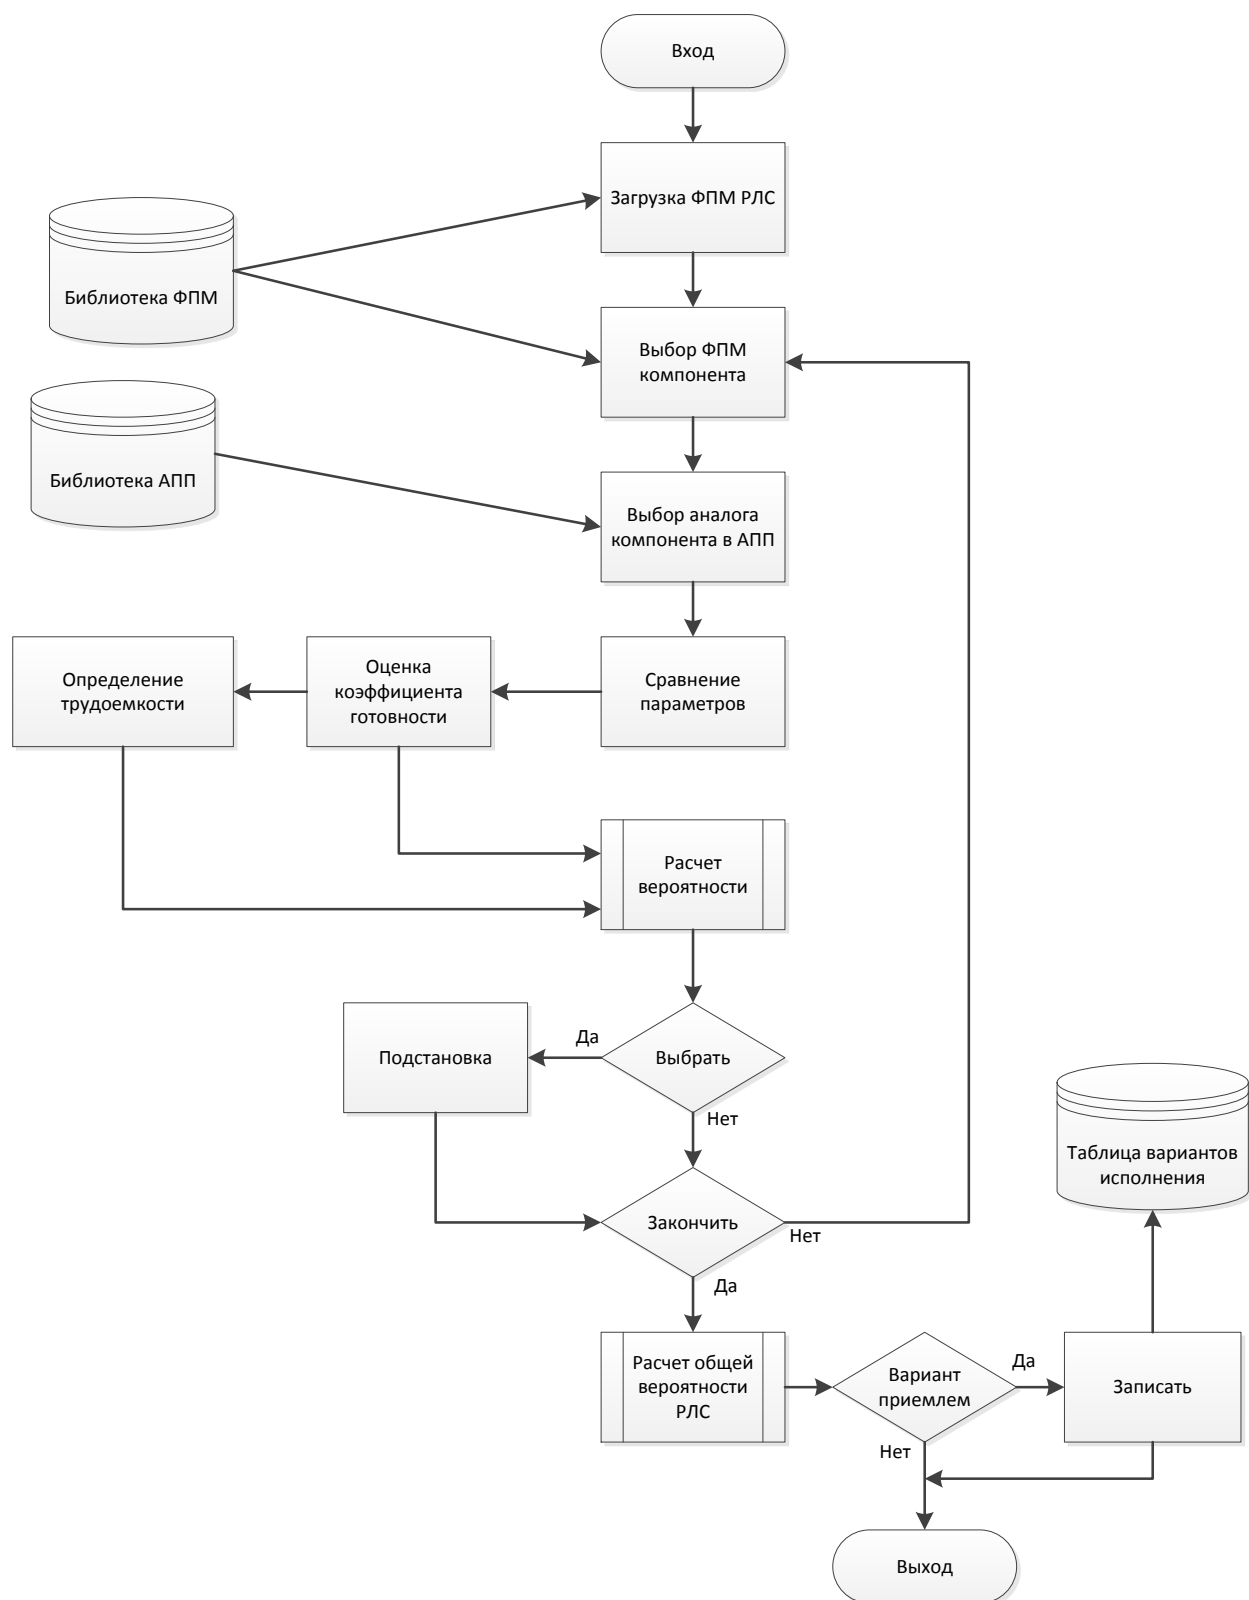 Вход
Загрузка ФПМ РЛС
Библиотека ФПМ
Выбор ФПМ
компонента
Библиотека АПП
Выбор аналога
компонента в АПП
Определение
трудоемкости
Оценка
коэффициента
готовности
Сравнение
параметров
Расчет
вероятности
Подстановка
Да
Выбрать
Нет
Таблица вариантов
исполнения
Закончить
Нет
Да
Расчет общей
вероятности
РЛС
Вариант
приемлем
Да
Записать
Нет
Выход